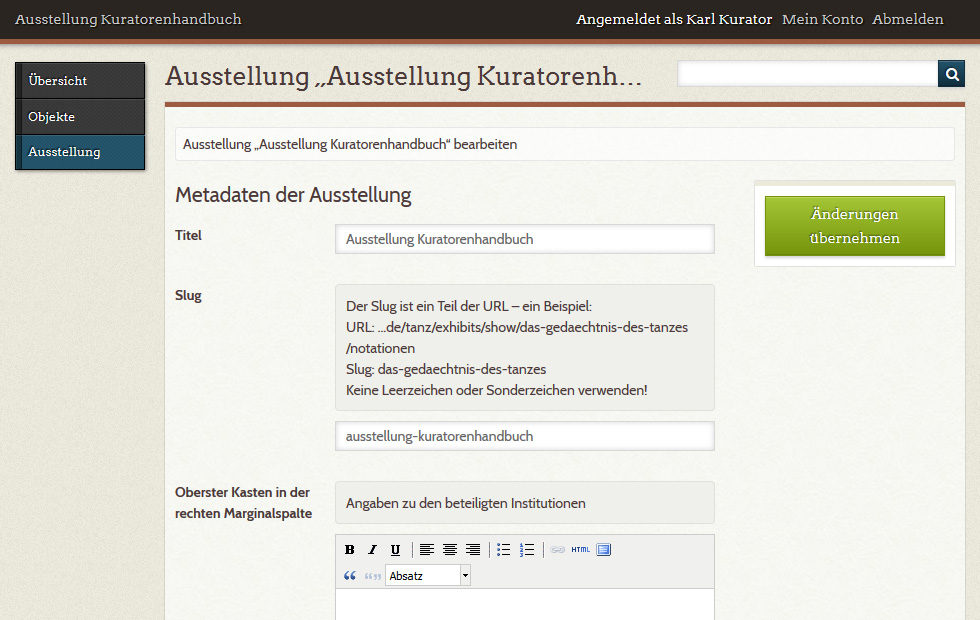 Ausstellung Kuratorenhandbuch
Angemeldet als Karl Kurator Mein Konto Abmelden
Übersicht
Objekte
Ausstellung
Ausstellung „Ausstellung Kuratorenh…
Ausstellung „Ausstellung Kuratorenhandbuch“ bearbeiten
Metadaten der Ausstellung
Änderungen
übernehmen
Titel
Ausstellung Kuratorenhandbuch
Slug
Der Slug ist ein Teil der URL – ein Beispiel:
URL: ...de/tanz/exhibits/show/das-gedaechtnis-des-tanzes
/notationen
Slug: das-gedaechtnis-des-tanzes
Keine Leerzeichen oder Sonderzeichen verwenden!
ausstellung-kuratorenhandbuch
Oberster Kasten in der
rechten Marginalspalte
Angaben zu den beteiligten Institutionen
B I U HTML
Absatz